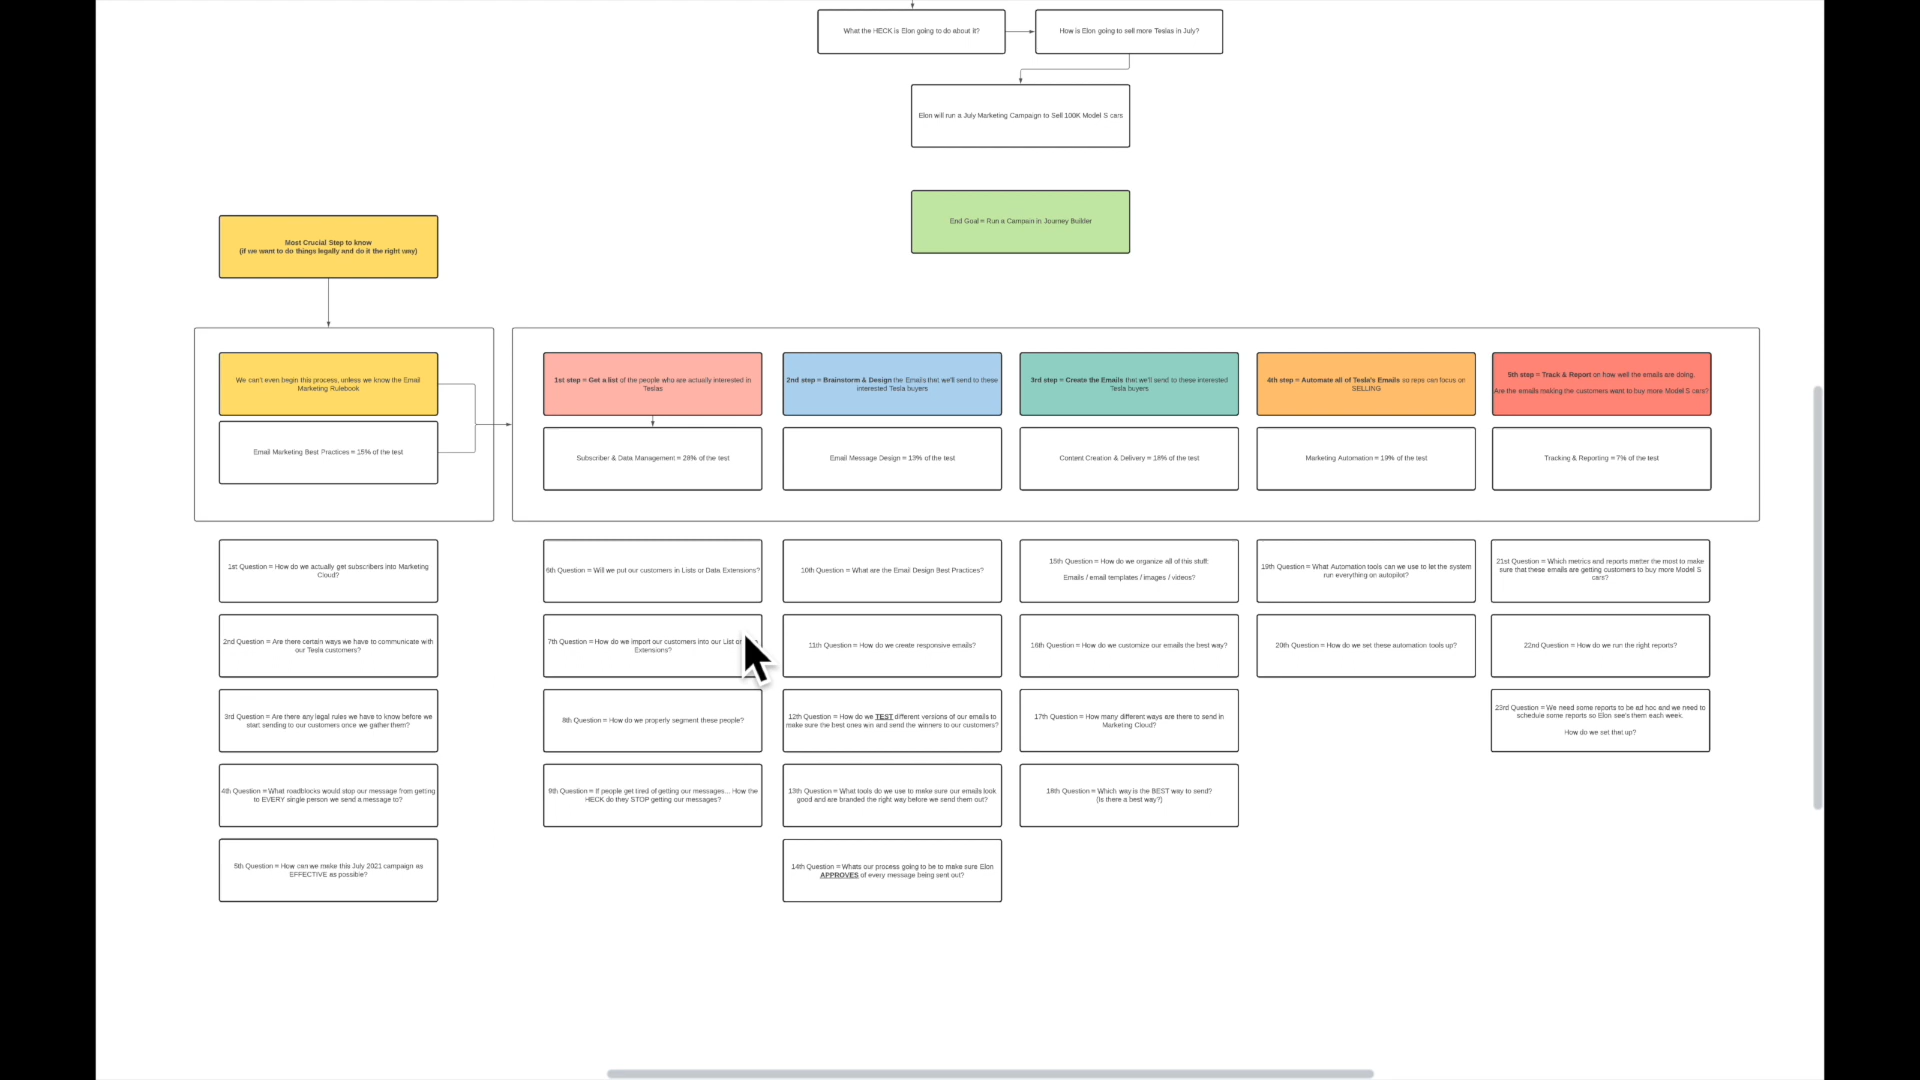 What the HECK is Elon going to do about it?
How is Elon going to sell more Teslas in July?
Elon will run a July Marketing Campaign to Sell 100K Model S cars
End Goal = Run a Campain in Journey Builder
Most Crucial Step to know
(if we want to do things legally and do it the right way)
We can't even begin this process, unless we know the Email
Marketing Rulebook
Email Marketing Best Practices = 15% of the test
1st step = Get a list of the people who are actually interested in
Teslas
Subscriber & Data Management = 28% of the test
2nd step = Brainstorm & Design the Emails that we'll send to these
interested Tesla buyers
Email Message Design = 13% of the test
3rd step = Create the Emails that we'll send to these interested
Tesla buyers
Content Creation & Delivery = 18% of the test
4th step = Automate all of Tesla's Emails so reps can focus on
SELLING
Marketing Automation = 19% of the test
5th step = Track & Report on how well the emails are doing.
Are the emails making the customers want to buy more Model S cars?
Tracking & Reporting = 7% of the test
1st Question = How do we actually get subscribers into Marketing
Cloud?
2nd Question = Are there certain ways we have to communicate with
our Tesla customers?
3rd Question = Are there any legal rules we have to know before we
start sending to our customers once we gather them?
4th Question = What roadblocks would stop our message from getting
to EVERY single person we send a message to?
5th Question = How can we make this July 2021 campaign as
EFFECTIVE as possible?
6th Question = Will we put our customers in Lists or Data Extensions?
7th Question = How do we import our customers into our List or
Extensions?
8th Question = How do we properly segment these people?
9th Question = If people get tired of getting our messages... How the
HECK do they STOP getting our messages?
10th Question = What are the Email Design Best Practices?
11th Question = How do we create responsive emails?
12th Question = How do we TEST different versions of our emails to
make sure the best ones win and send the winners to our customers?
13th Question = What tools do we use to make sure our emails look
good and are branded the right way before we send them out?
14th Question = Whats our process going to be to make sure Elon
APPROVES of every message being sent out?
15th Question = How do we organize all of this stuff:
Emails / email templates / images / videos?
16th Question = How do we customize our emails the best way?
17th Question = How many different ways are there to send in
Marketing Cloud?
18th Question = Which way is the BEST way to send?
(Is there a best way?)
19th Question = What Automation tools can we use to let the system
run everything on autopilot?
20th Question = How do we set these automation tools up?
21st Question = Which metrics and reports metter the most to make
sure that these emails are getting customers to buy more Model S
cars?
22nd Question = How do we run the right reports?
23rd Question = We need some reports to be ad hoc and we need to
schedule some reports so Elon see's them each week.
How do we set that up?